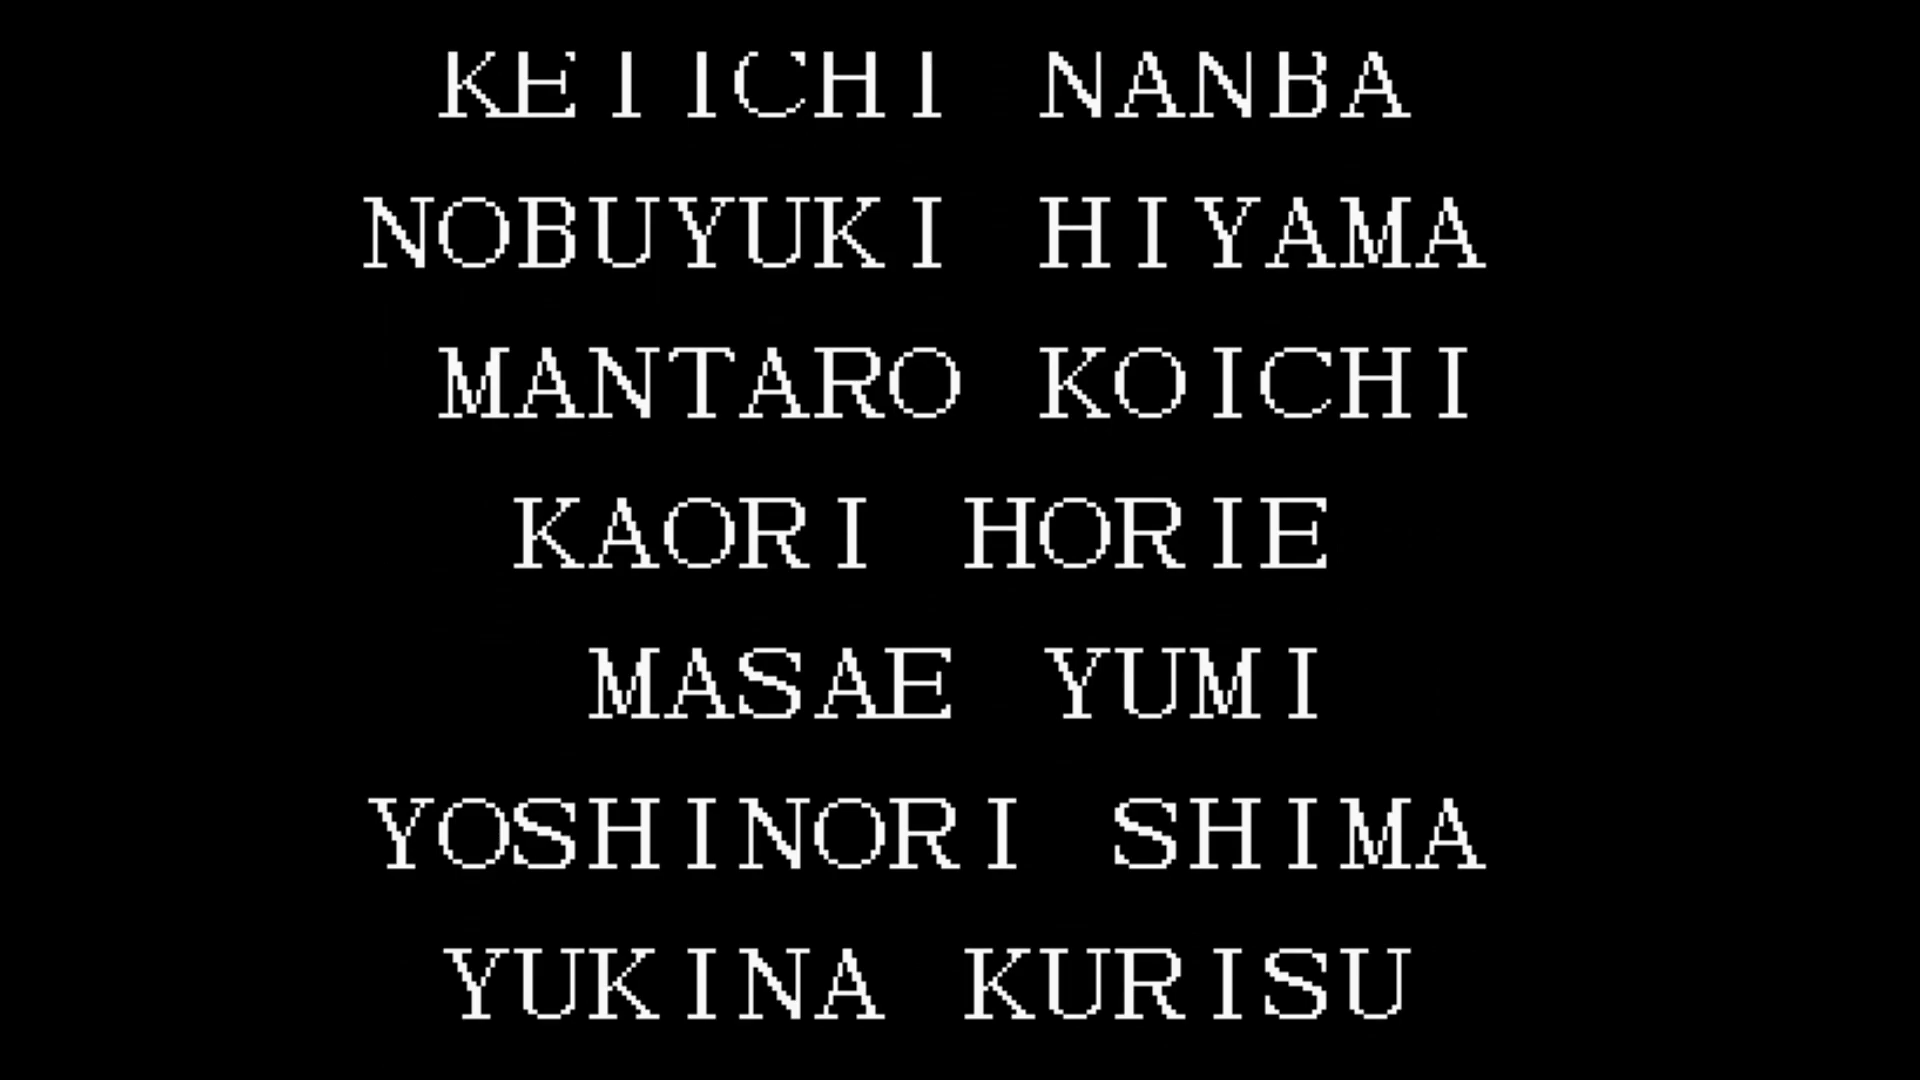 KEIICHI NANBA
NOBUYUKI HIYAMA
MANTARO KOICHI
KAORI HORIE
MASAE YUMI
YOSHINORI SHIMA
YUKINA KURISU